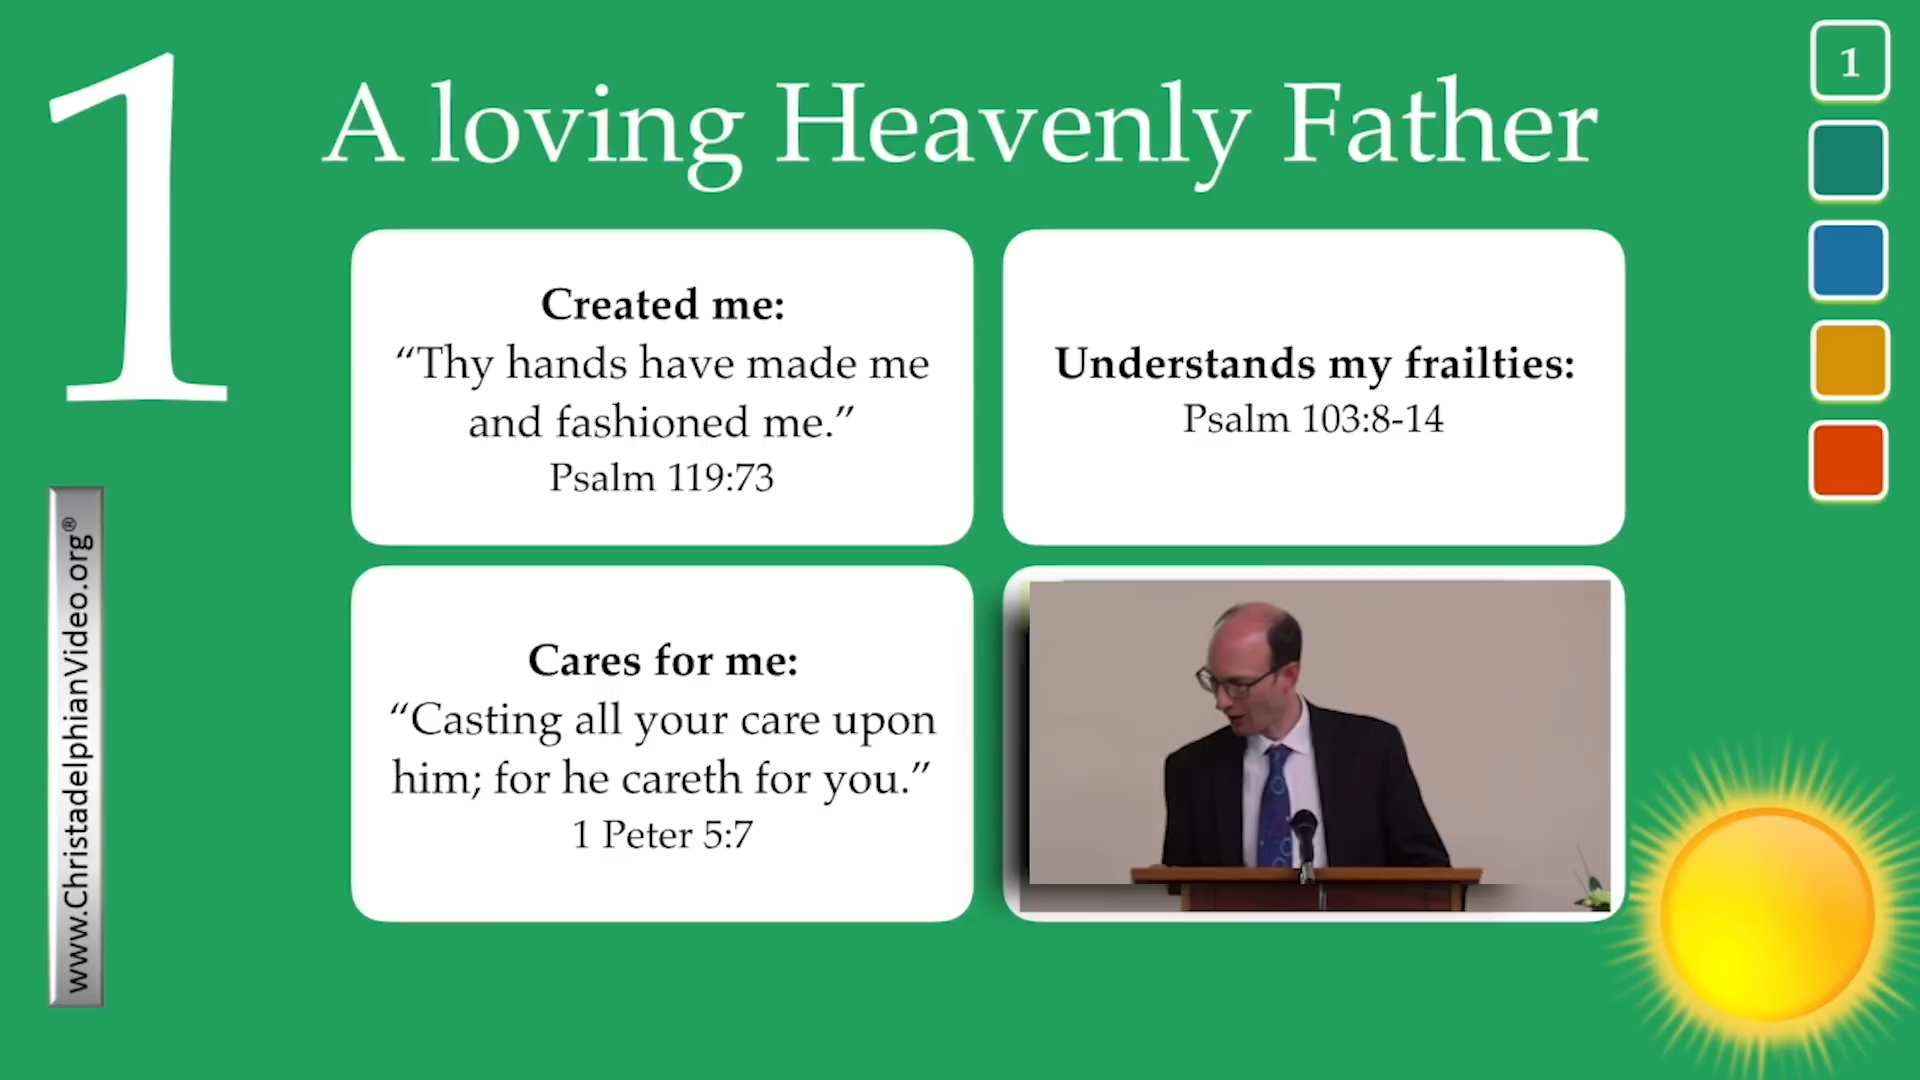 1
A loving Heavenly Father
1
Created me:
“Thy hands have made me
and fashioned me.”
Psalm 119:73
Understands my frailties:
Psalm 103:8-14
Cares for me:
“Casting all your care upon
him; for he careth for you.”
1 Peter 5:7
www.ChristadelphianVideo.org®